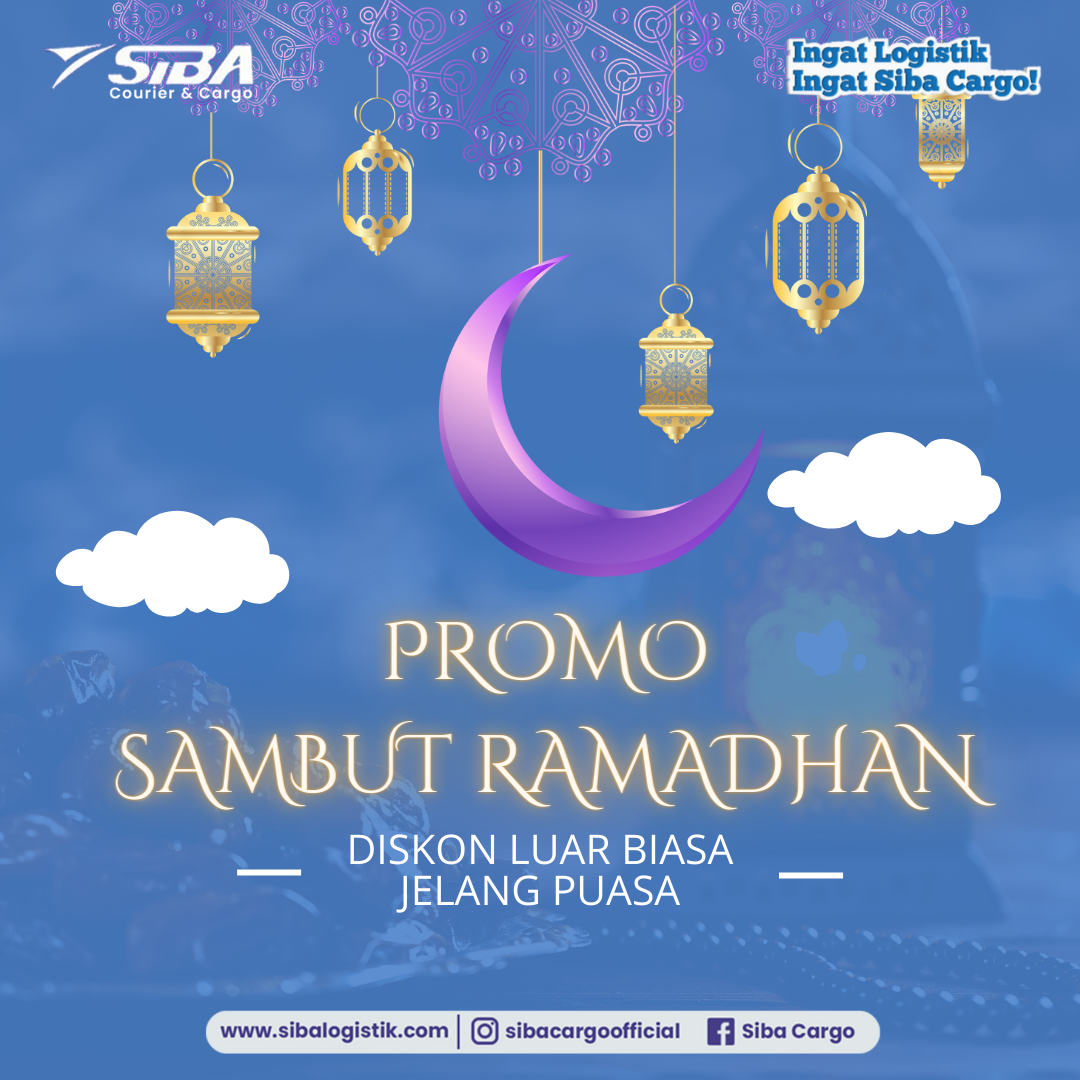 SiBA
Courier & Cargo
Ingat Logistik
Ingat Siba Cargo!
PROMO
SAMBUT RAMADHAN
DISKON LUAR BIASA
JELANG PUASA
www.sibalogistik.com | sibacargoofficial Siba Cargo